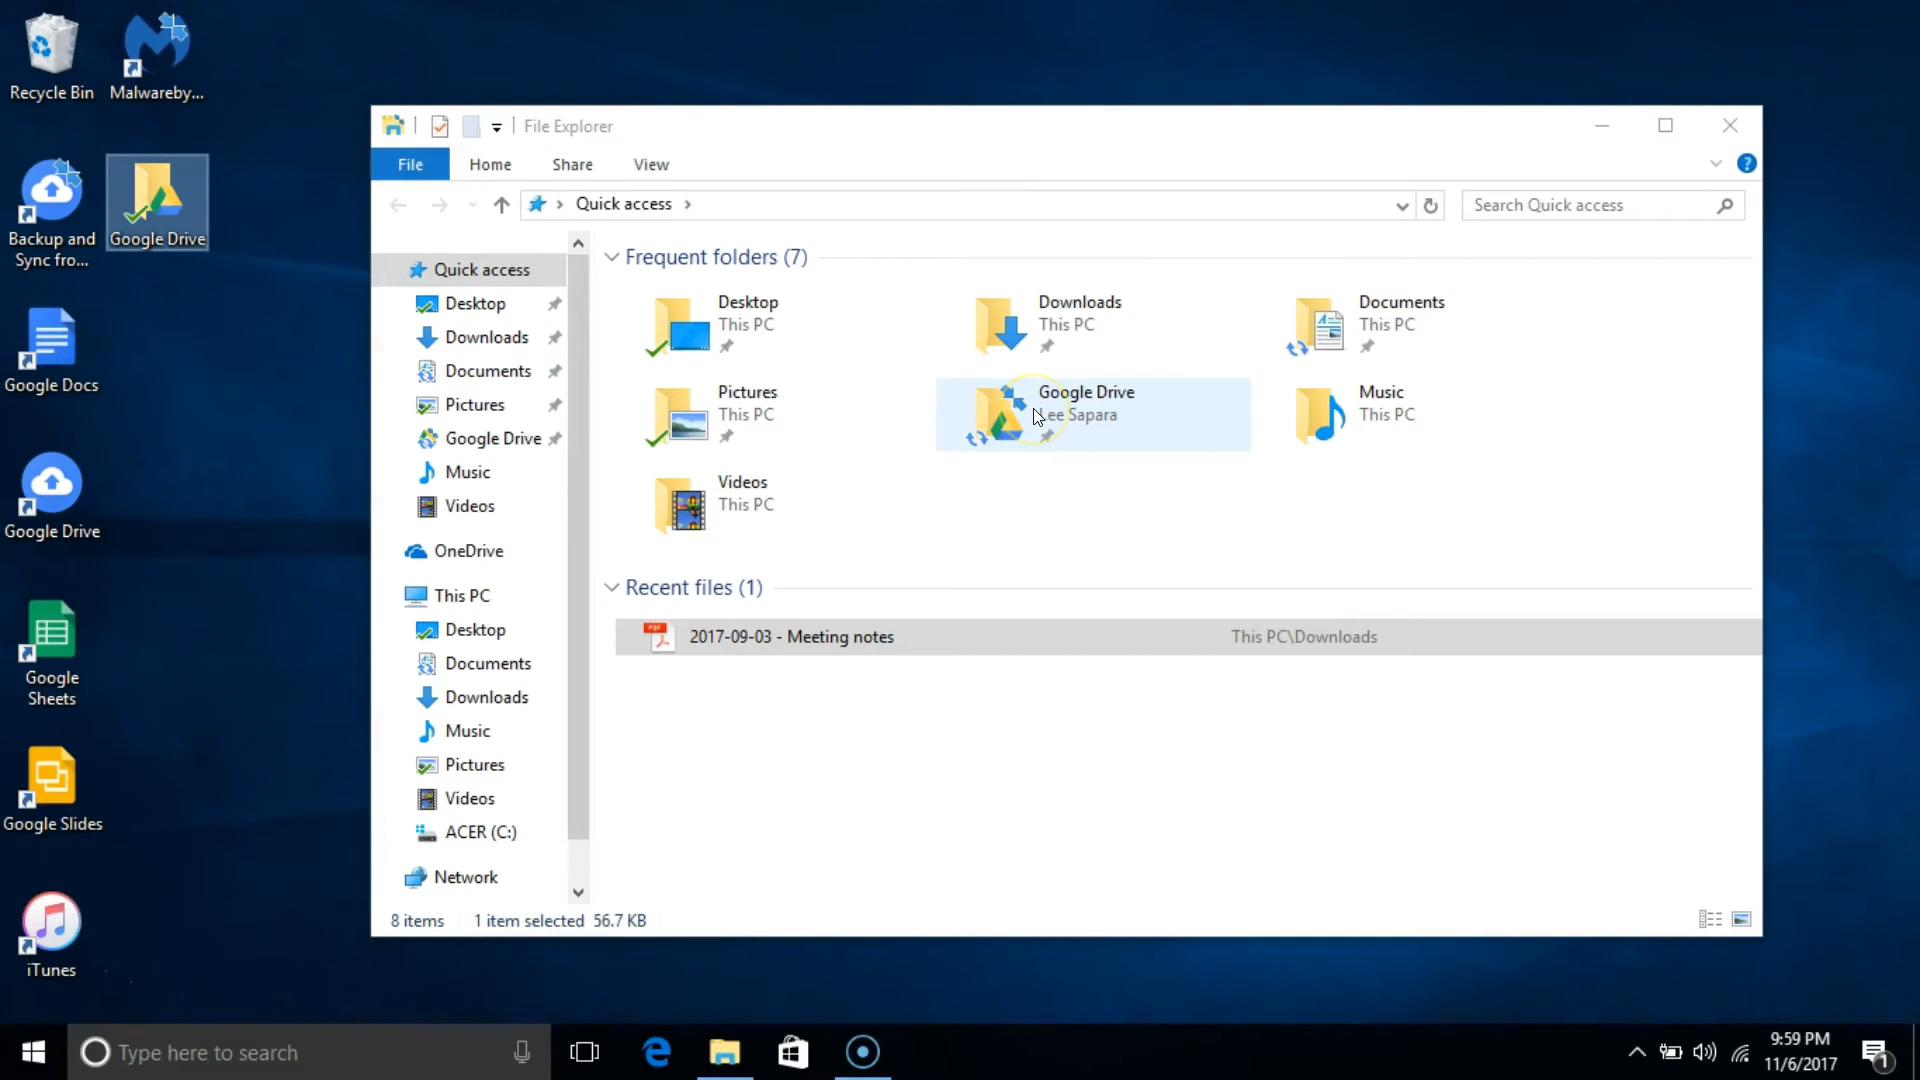 Recycle Bin
Malwareby...
Backup and
Sync fro...
Google Drive
Google Docs
Google Drive
Google
Sheets
Google Slides
iTunes
File Explorer
File
Home
Share
View
Quick access
Search Quick access
Quick access
Desktop
Downloads
Documents
Pictures
Google Drive
Music
Videos
OneDrive
This PC
Desktop
Documents
Downloads
Music
Pictures
Videos
ACER (C:)
Network
Frequent folders (7)
Desktop
This PC
Downloads
This PC
Documents
This PC
Pictures
This PC
Google Drive
Lee Sapara
Music
This PC
Videos
This PC
Recent files (1)
PDF
2017-09-03 - Meeting notes
This PC\Downloads
8 items
1 item selected 56.7 KB
Type here to search
9:59 PM
11/6/2017
1